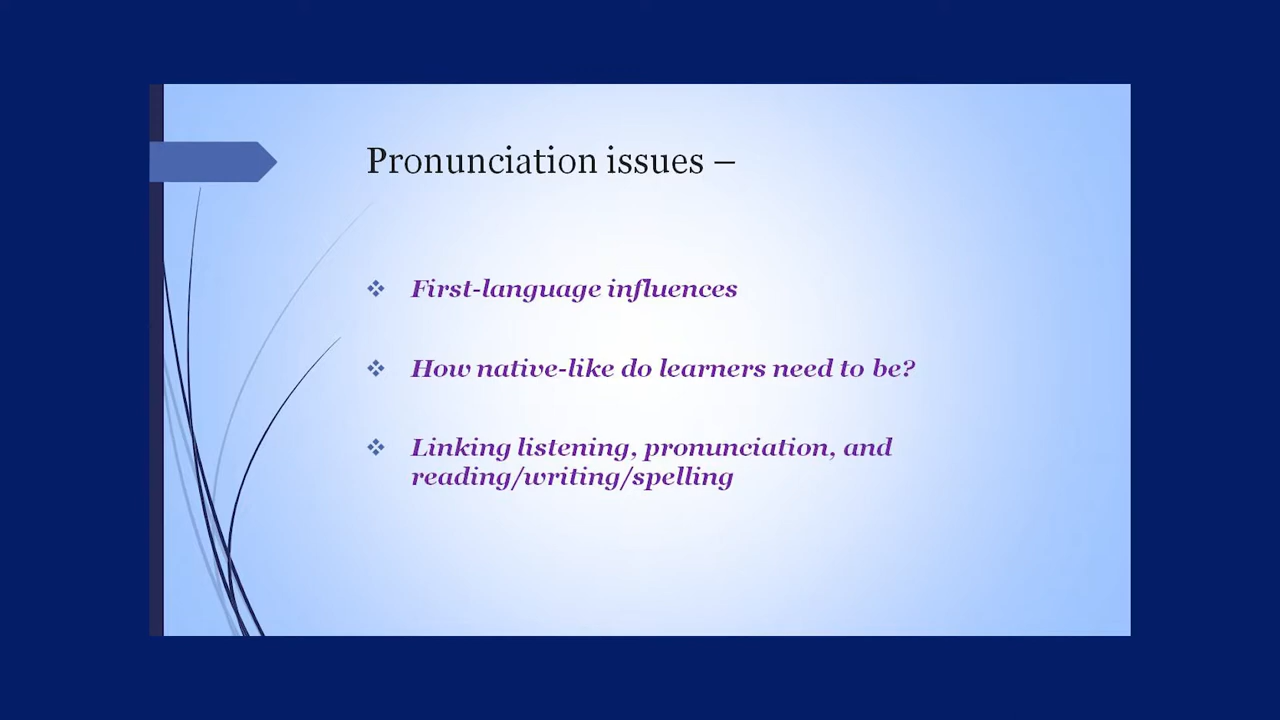 Pronunciation issues –
First-language influences
How native-like do learners need to be?
Linking listening, pronunciation, and
reading/writing/spelling